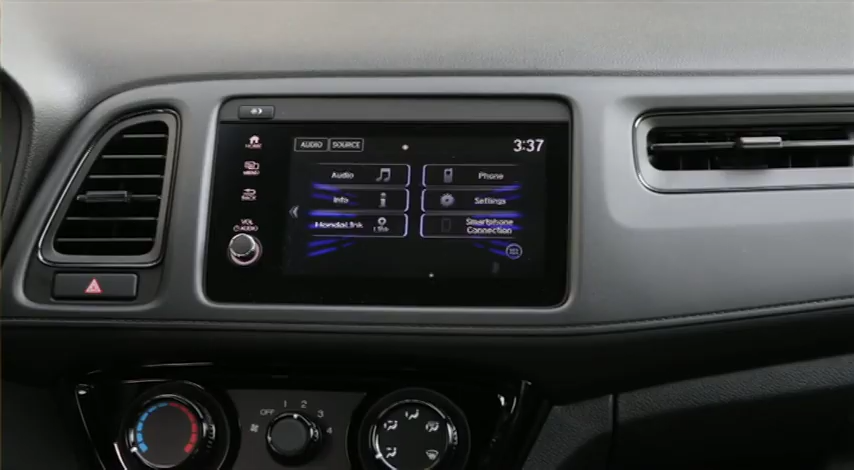 HOME
AUDIO SOURCE
3:37
MENU
Audio
Phone
BACK
Info
Settings
VOL
AUDIO
HondaLink
Link
Smartphone
Connection
OFF 1 2 3 4